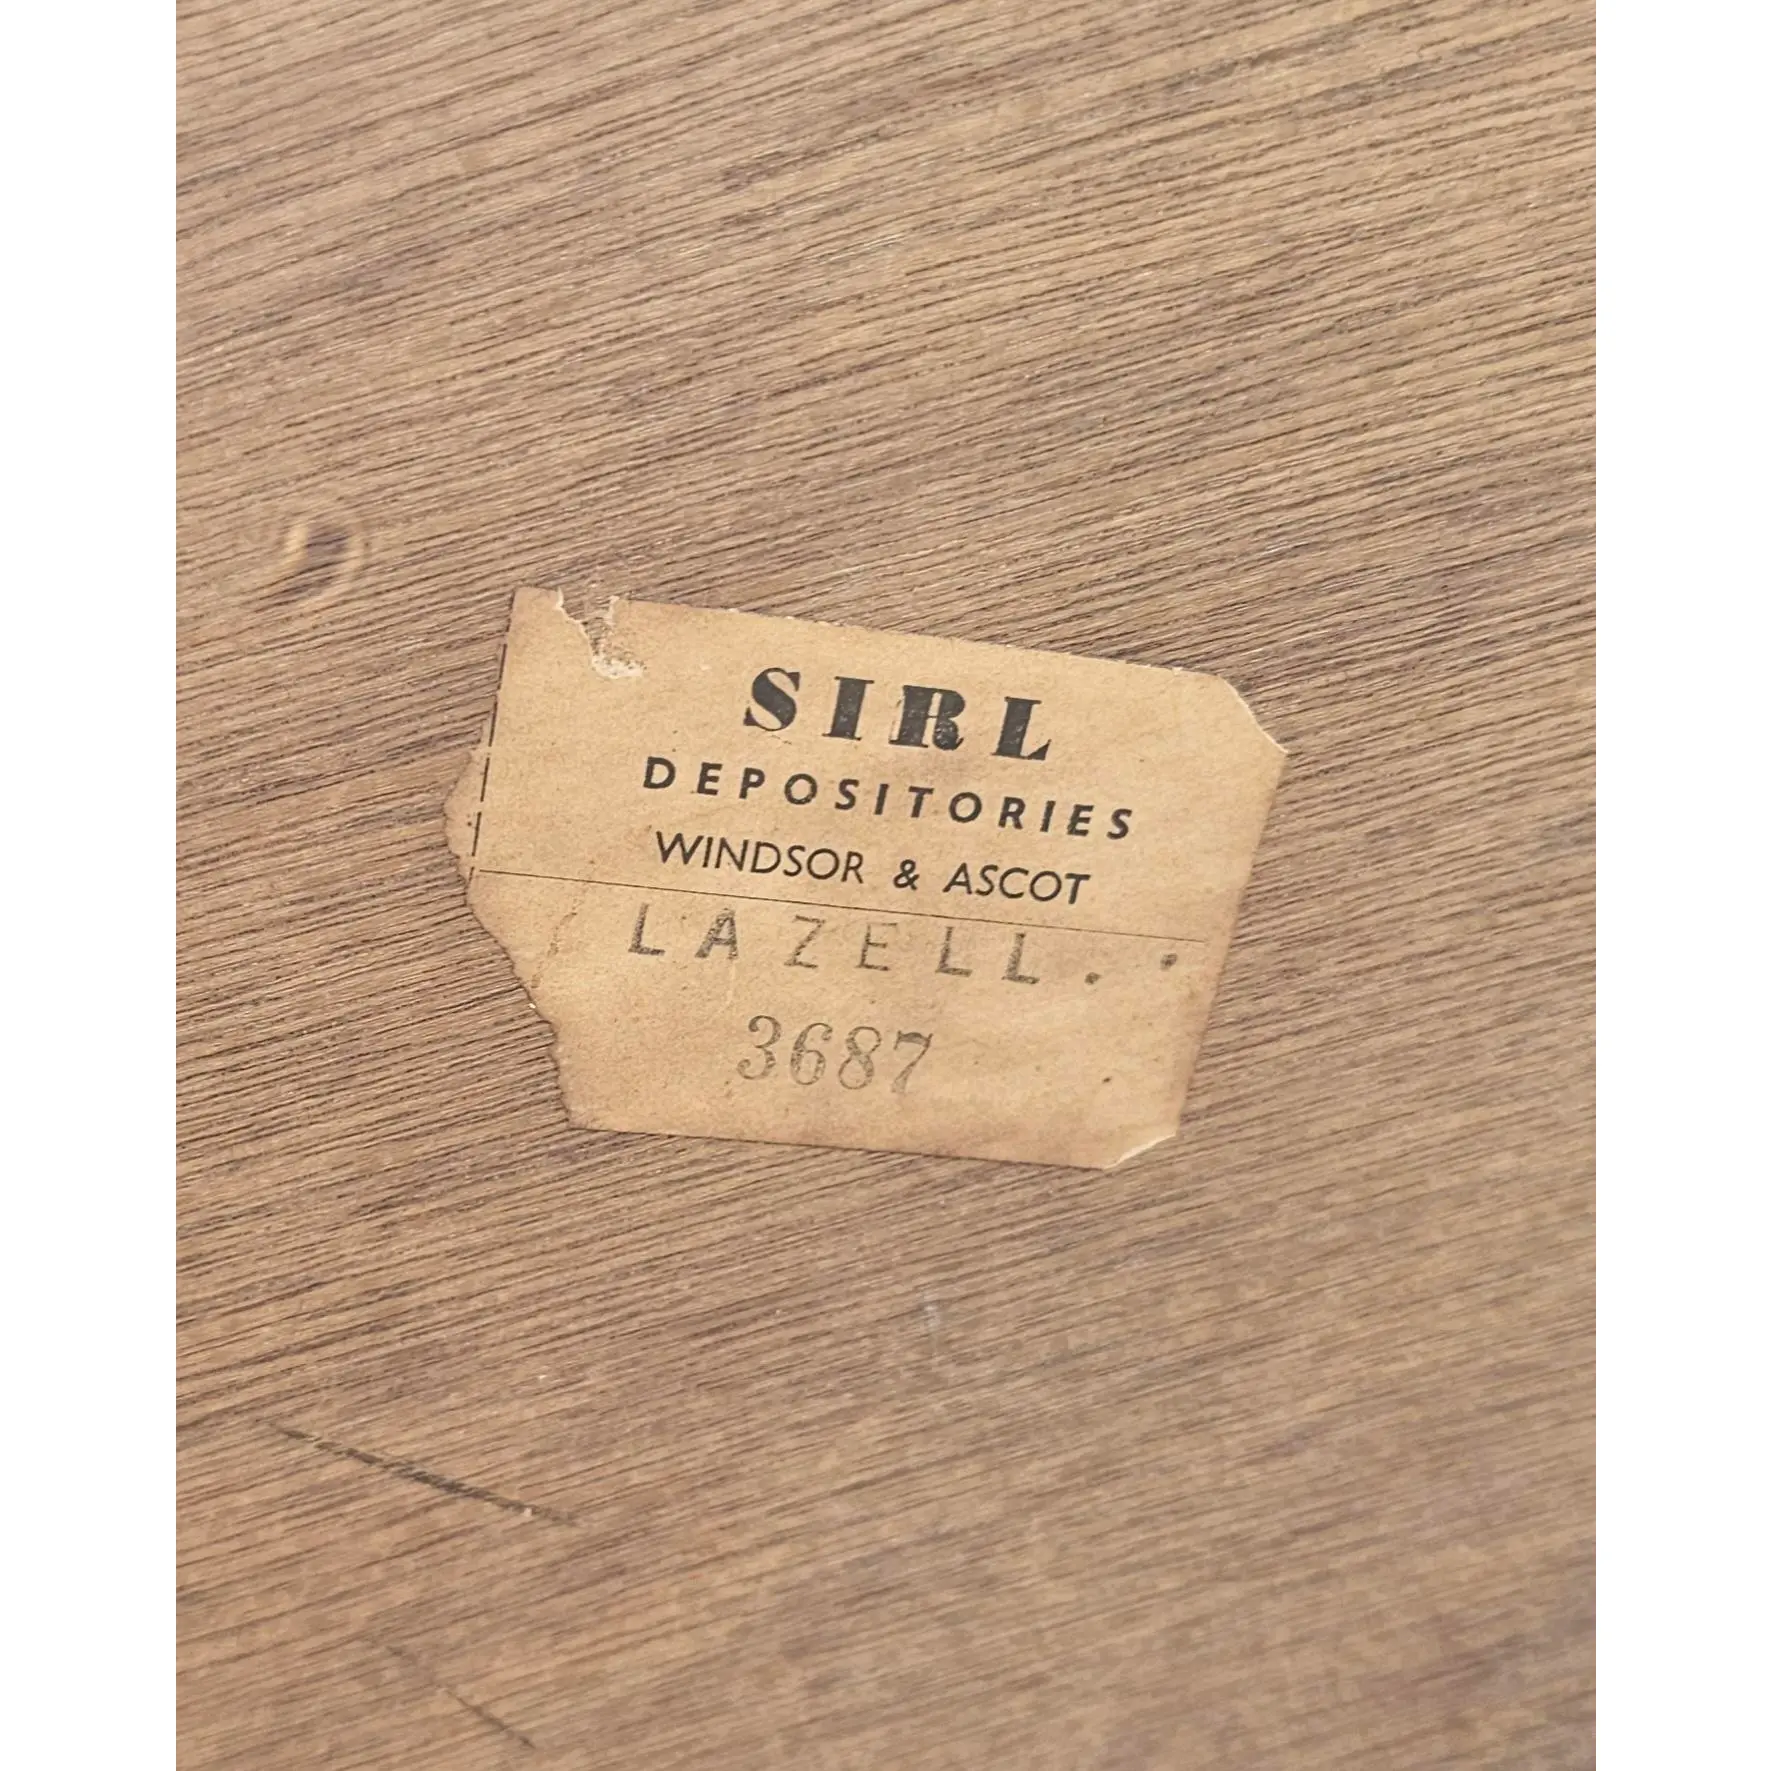 SIRL
DEPOSITORIES
WINDSOR & ASCOT
LAZELL. .
3687